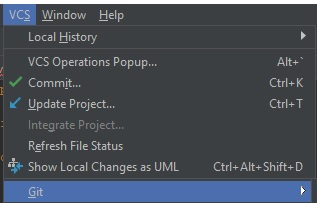 VCS Window Help
Local History
VCS Operations Popup... Alt+`
Commit... Ctrl+K
Update Project... Ctrl+T
Integrate Project...
Refresh File Status
Show Local Changes as UML Ctrl+Alt+Shift+D
Git